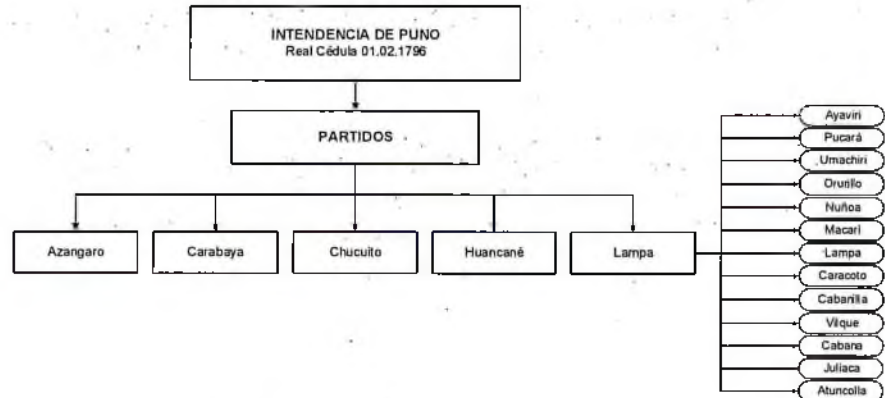 INTENDENCIA DE PUNO
Real Cédula 01.02.1796
PARTIDOS
Azangaro
Carabaya
Chucuito
Huancané
Lampa
Ayaviri
Pucará
Umachiri
Orurillo
Nuñoa
Macarí
Lampa
Caracoto
Cabanilla
Vilque
Cabana
Juliaca
Atuncolla